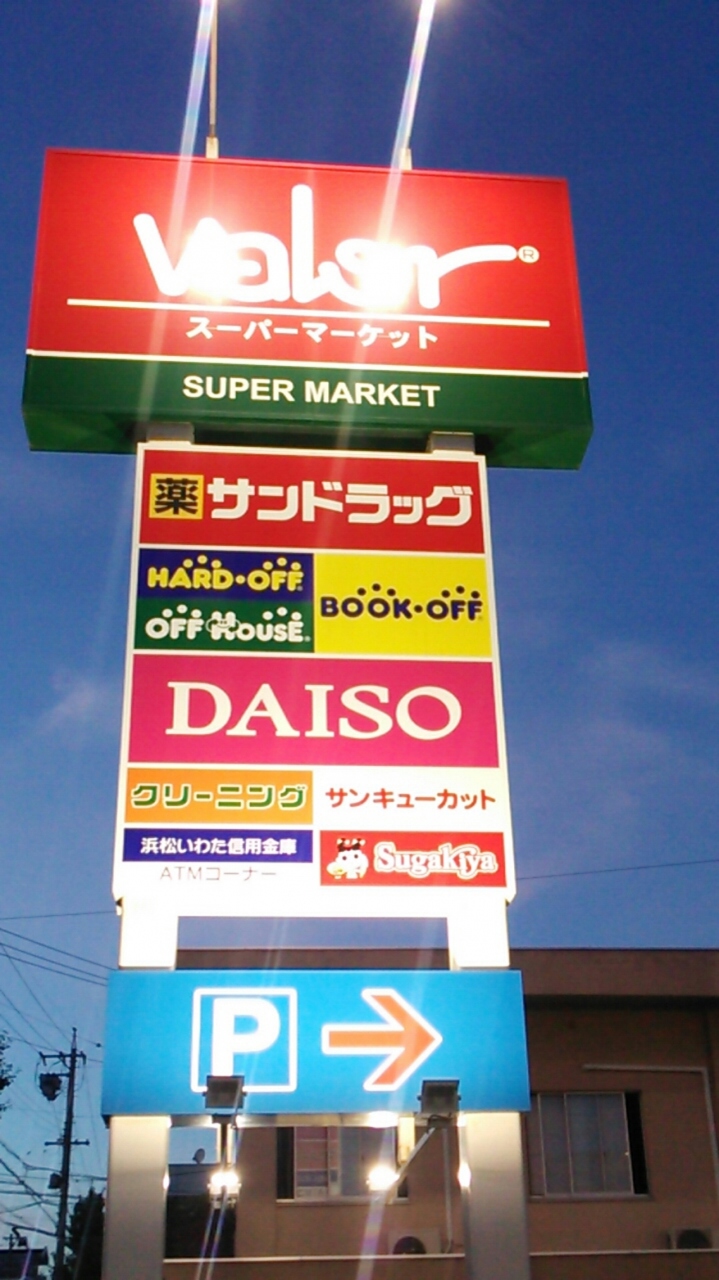 Valor®
スーパーマーケット
SUPER MARKET
薬 サンドラッグ
HARD・OFF
OFF HOUSE
BOOK・OFF
DAISO
クリーニング
サンキューカット
浜松いわた信用金庫
ATMコーナー
Sugakiya
P